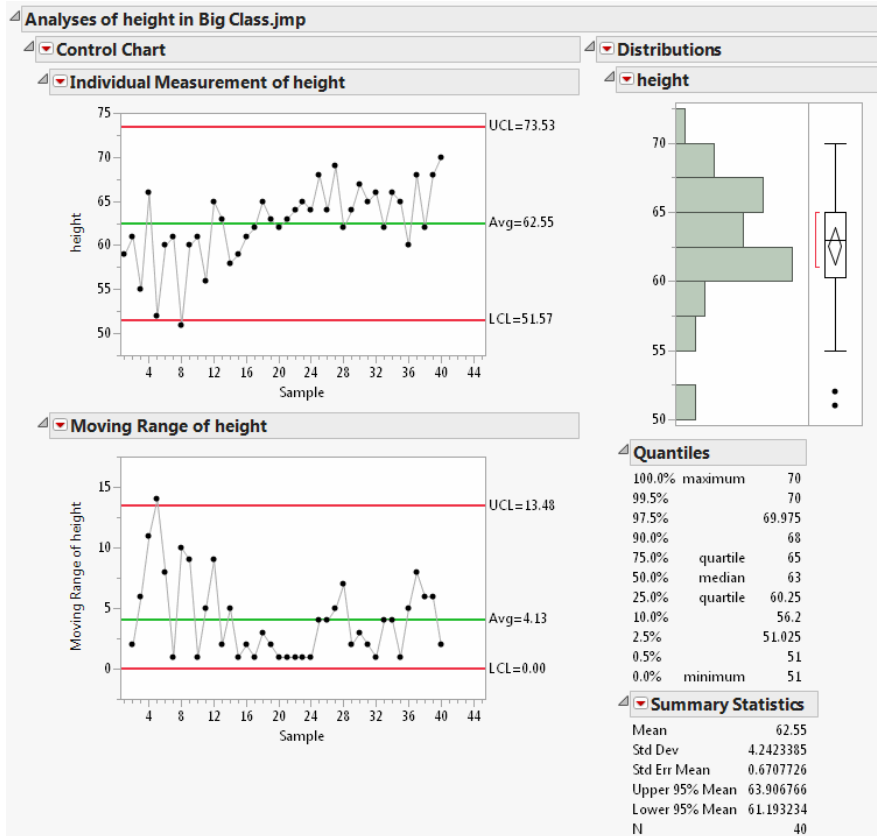 Analyses of height in Big Class.jmp
Control Chart
Individual Measurement of height
75
70
65
60
55
50
height
UCL=73.53
Avg=62.55
LCL=51.57
4 8 12 16 20 24 28 32 36 40 44
Sample
Moving Range of height
15
10
5
0
Moving Range of height
UCL=13.48
Avg=4.13
LCL=0.00
4 8 12 16 20 24 28 32 36 40 44
Sample
Distributions
height
70
65
60
55
50
Quantiles
100.0% maximum 70
99.5% 70
97.5% 69.975
90.0% 68
75.0% quartile 65
50.0% median 63
25.0% quartile 60.25
10.0% 56.2
2.5% 51.025
0.5% 51
0.0% minimum 51
Summary Statistics
Mean 62.55
Std Dev 4.2423385
Std Err Mean 0.6707726
Upper 95% Mean 63.906766
Lower 95% Mean 61.193234
N 40